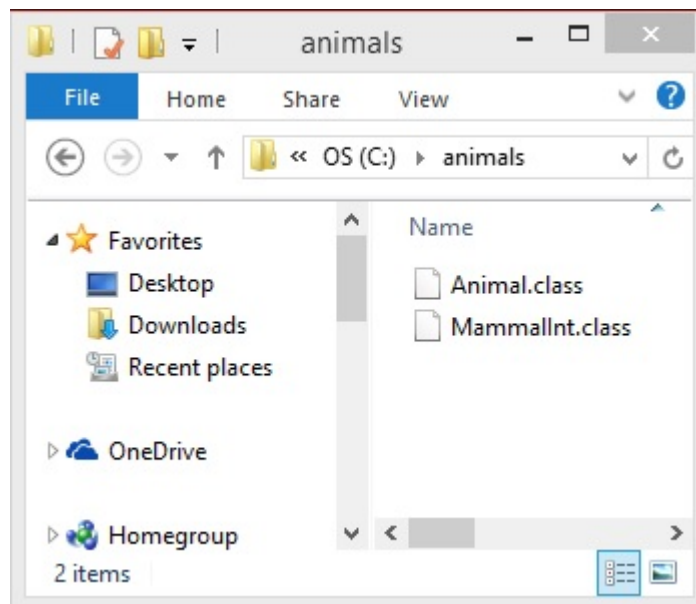 animals
File Home Share View
« OS (C:) animals
Favorites
Desktop
Downloads
Recent places
OneDrive
Homegroup
Name
Animal.class
MammalInt.class
2 items